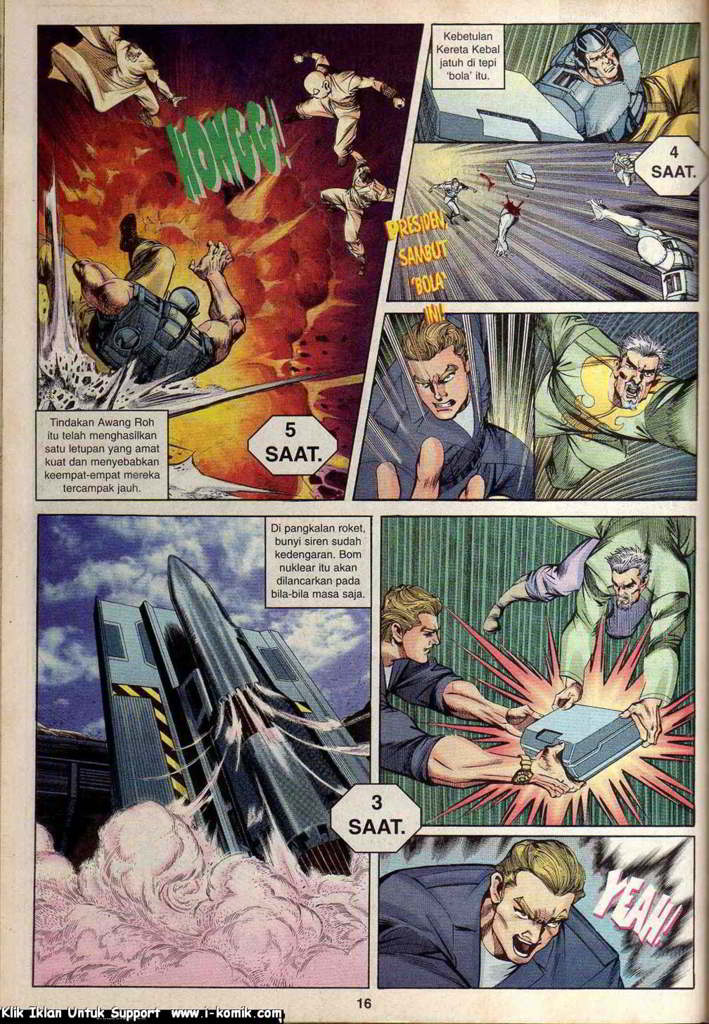 HONGG!
Tindakan Awang Roh
itu telah menghasilkan
satu letupan yang amat
kuat dan menyebabkan
keempat-empat mereka
tercampak jauh.
5
SAAT.
Kebetulan
Kereta Kebal
jatuh di tepi
'bola' itu.
4
SAAT.
PRESIDEN,
SAMBUT
'BOLA'
INI!
Di pangkalan roket,
bunyi siren sudah
kedengaran. Bom
nuklear itu akan
dilancarkan pada
bila-bila masa saja.
3
SAAT.
YEAH!
16
Klik Iklan Untuk Support www.i-komik.com